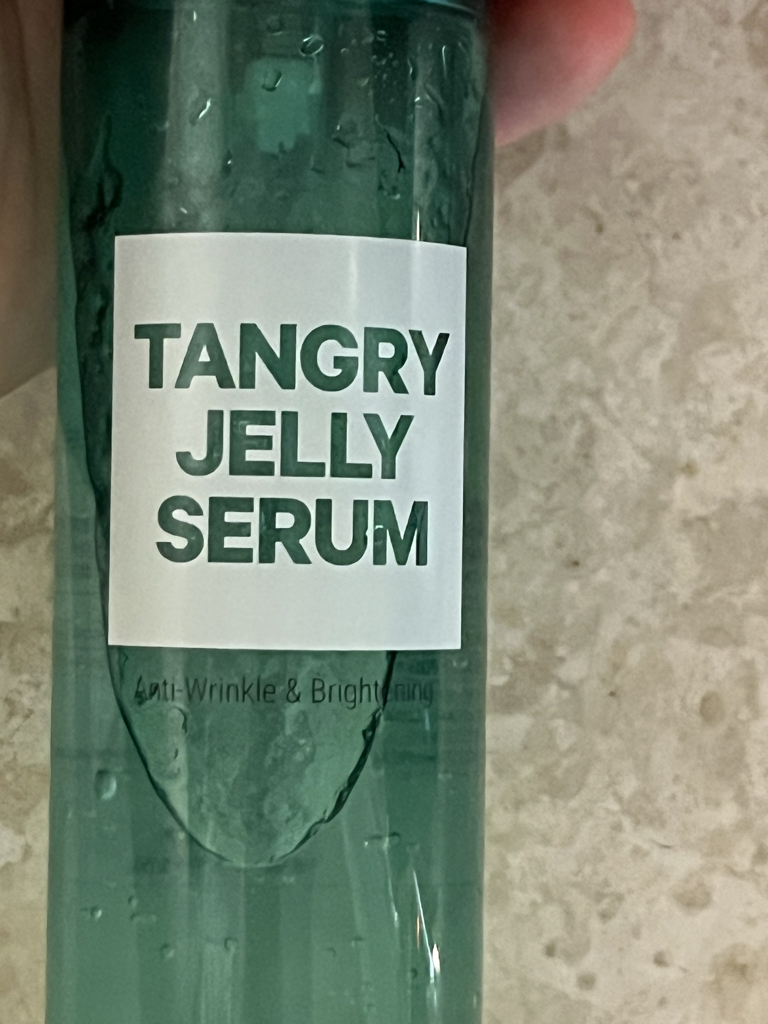 TANGRY
JELLY
SERUM
Anti-Wrinkle & Brightening